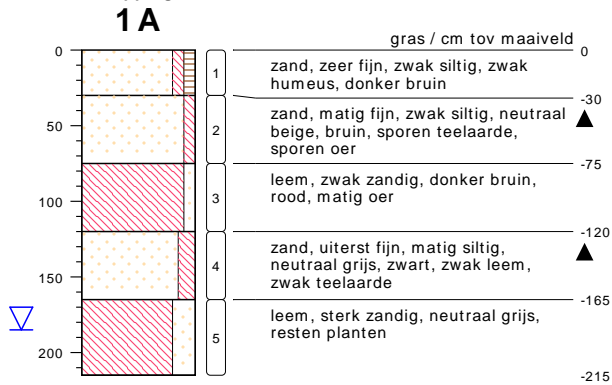 1A
gras / cm tov maaiveld
0
0
1
zand, zeer fijn, zwak siltig, zwak
humeus, donker bruin
-30
50
2
zand, matig fijn, zwak siltig, neutraal
beige, bruin, sporen teelaarde,
sporen oer
-75
100
3
leem, zwak zandig, donker bruin,
rood, matig oer
-120
150
4
zand, uiterst fijn, matig siltig,
neutraal grijs, zwart, zwak leem,
zwak teelaarde
-165
200
5
leem, sterk zandig, neutraal grijs,
resten planten
-215